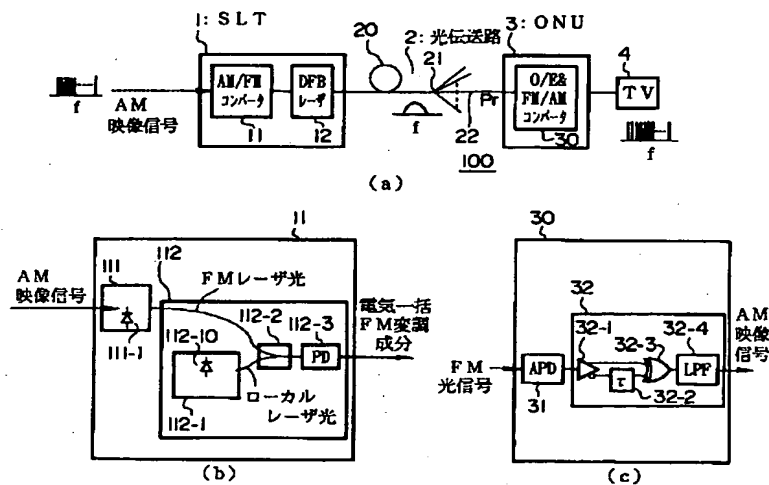 1:SLT
AM/FM
コンバータ
11
DFB
レーザ
12
f
AM
映像信号
20
2:光伝送路
21
f
22
Pr
100
3:ONU
O/E&
FM/AM
コンバータ
30
4
TV
f
(a)
11
AM
映像信号
111
111-1
FMレーザ光
112
112-10
112-1
112-2
112-3
PD
ローカル
レーザ光
電気一括
FM変調
成分
(b)
30
FM
光信号
APD
31
32
32-1
τ
32-2
32-3
32-4
LPF
AM
映像信号
(c)